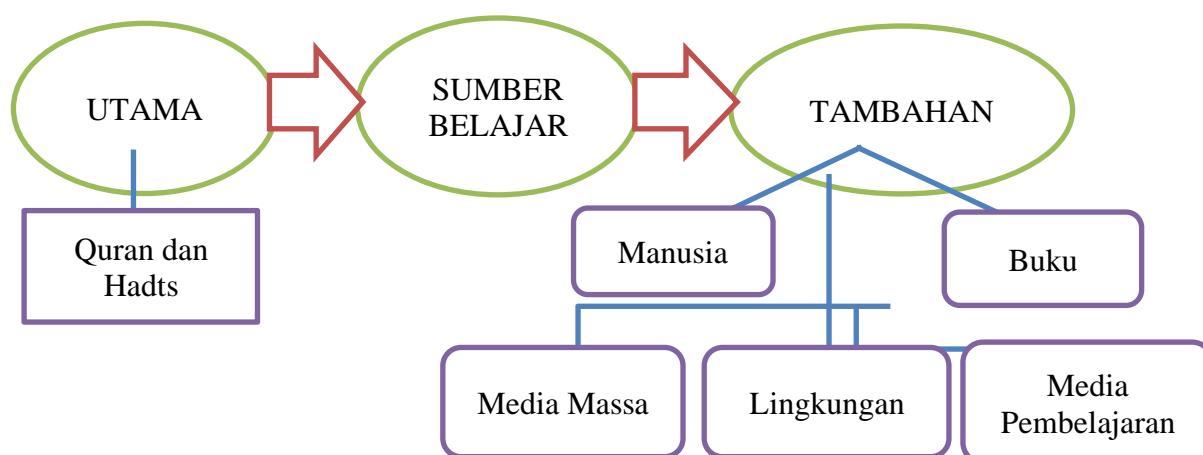 UTAMA
SUMBER
BELAJAR
TAMBAHAN
Quran dan
Hadts
Manusia
Buku
Media Massa
Lingkungan
Media
Pembelajaran